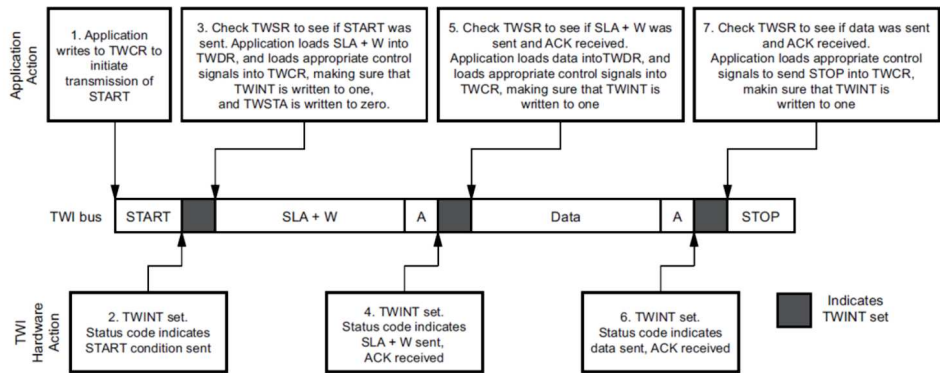 Application
Action
1. Application
writes to TWCR to
initiate
transmission of
START
3. Check TWSR to see if START was
sent. Application loads SLA + W into
TWDR, and loads appropriate control
signals into TWCR, making sure that
TWINT is written to one,
and TWSTA is written to zero.
5. Check TWSR to see if SLA + W was
sent and ACK received.
Application loads data intoTWDR, and
loads appropriate control signals into
TWCR, making sure that TWINT is
written to one
7. Check TWSR to see if data was sent
and ACK received.
Application loads appropriate control
signals to send STOP into TWCR,
makin sure that TWINT is
written to one
TWI bus
START
SLA + W
A
Data
A
STOP
TWI
Hardware
Action
2. TWINT set.
Status code indicates
START condition sent
4. TWINT set.
Status code indicates
SLA + W sent,
ACK received
6. TWINT set.
Status code indicates
data sent, ACK received
Indicates
TWINT set